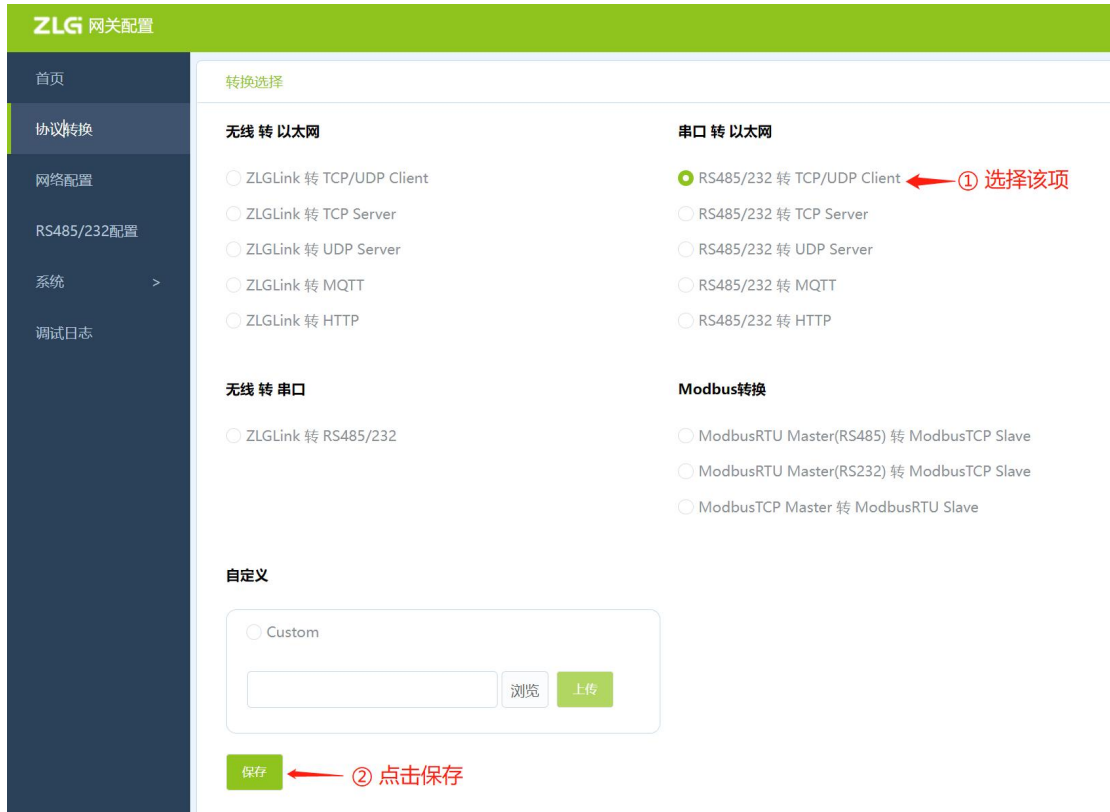 ZLG 网关配置
首页
协议转换
网络配置
RS485/232配置
系统 >
调试日志
转换选择
无线 转 以太网
ZLGLink 转 TCP/UDP Client
ZLGLink 转 TCP Server
ZLGLink 转 UDP Server
ZLGLink 转 MQTT
ZLGLink 转 HTTP
串口 转 以太网
RS485/232 转 TCP/UDP Client ① 选择该项
RS485/232 转 TCP Server
RS485/232 转 UDP Server
RS485/232 转 MQTT
RS485/232 转 HTTP
无线 转 串口
ZLGLink 转 RS485/232
Modbus转换
ModbusRTU Master(RS485) 转 ModbusTCP Slave
ModbusRTU Master(RS232) 转 ModbusTCP Slave
ModbusTCP Master 转 ModbusRTU Slave
自定义
Custom
浏览 上传
保存 ② 点击保存